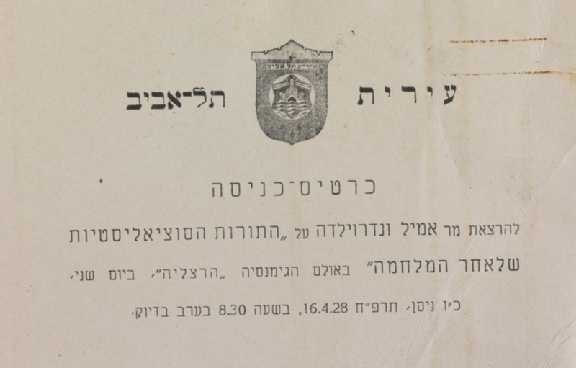 עירית תל־אביב
כרטיס־כניסה
להרצאת מר אמיל ונדרוילדה על „התורות הסוציאליסטיות
שלאחר המלחמה” באולם הגימנסיה „הרצליה”, ביום שני,
כ״ו ניסן, תרפ״ח 16.4.28, בשעה 8.30 בערב בדיוק.